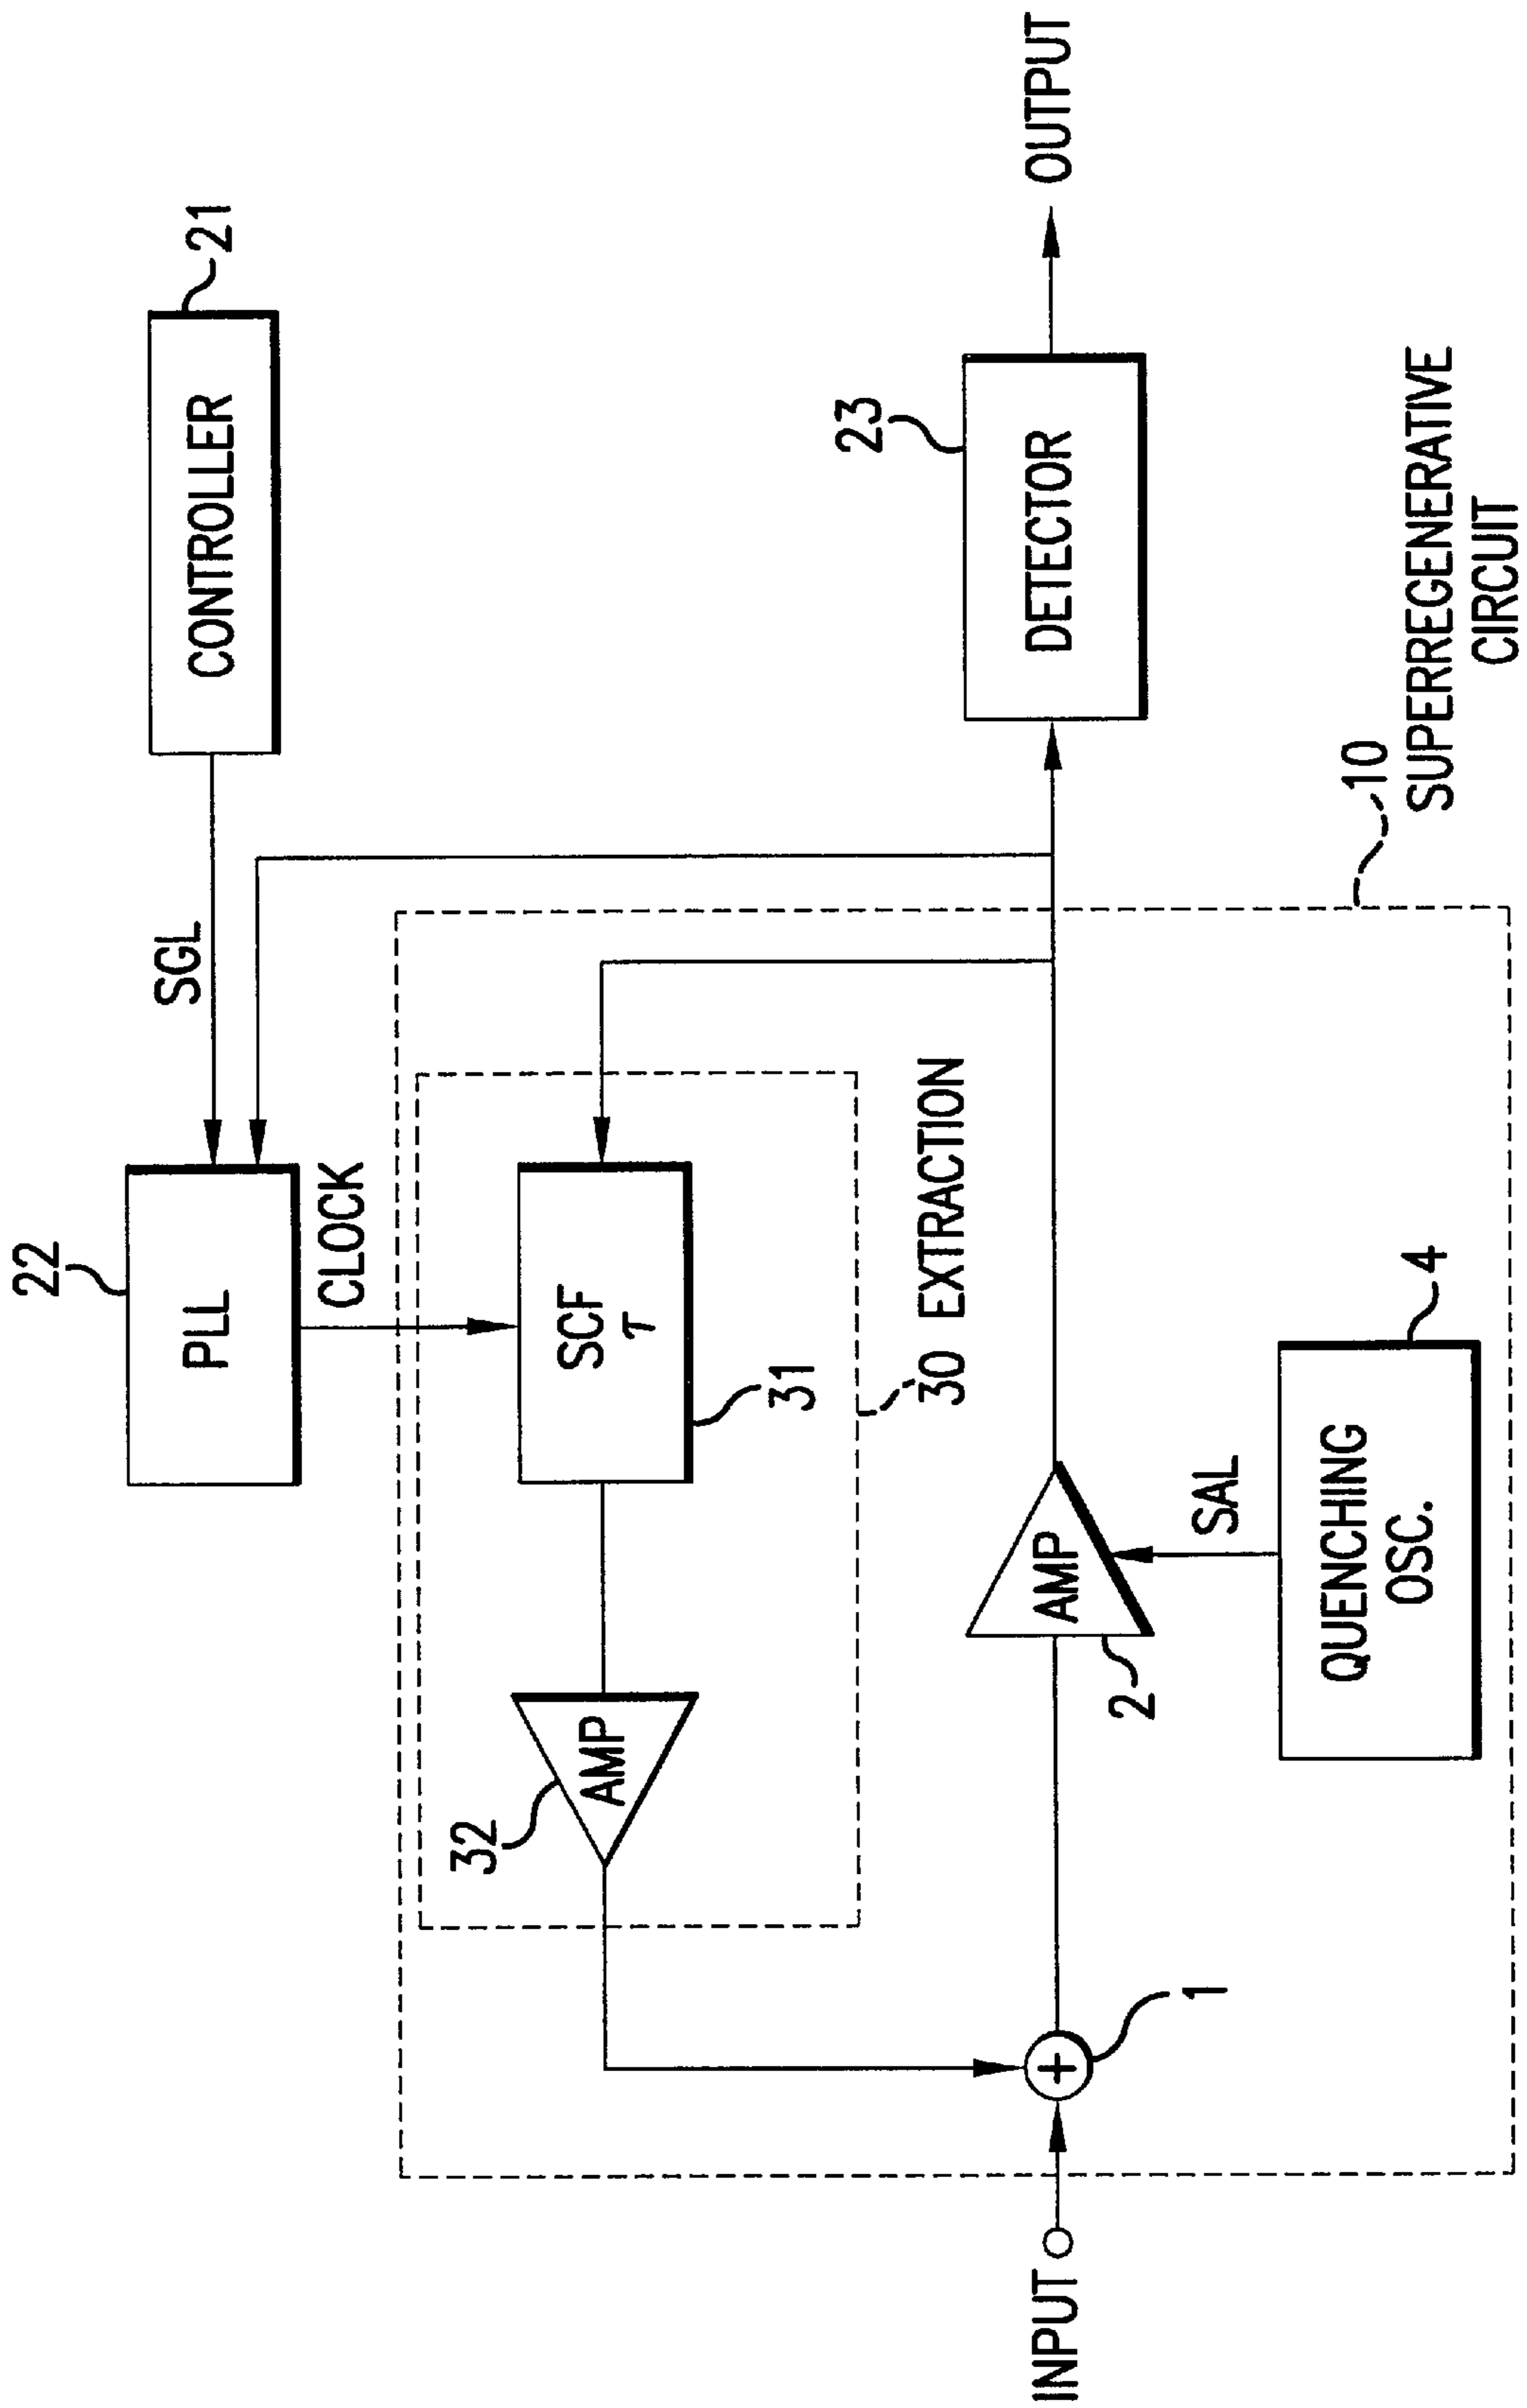 22
PLL
SGL
CONTROLLER
21
CLOCK
32
AMP
SCF
τ
31
30 EXTRACTION
23
DETECTOR
OUTPUT
INPUT
+
1
AMP
2
SAL
QUENCHING
OSC.
4
10
SUPERREGENERATIVE
CIRCUIT